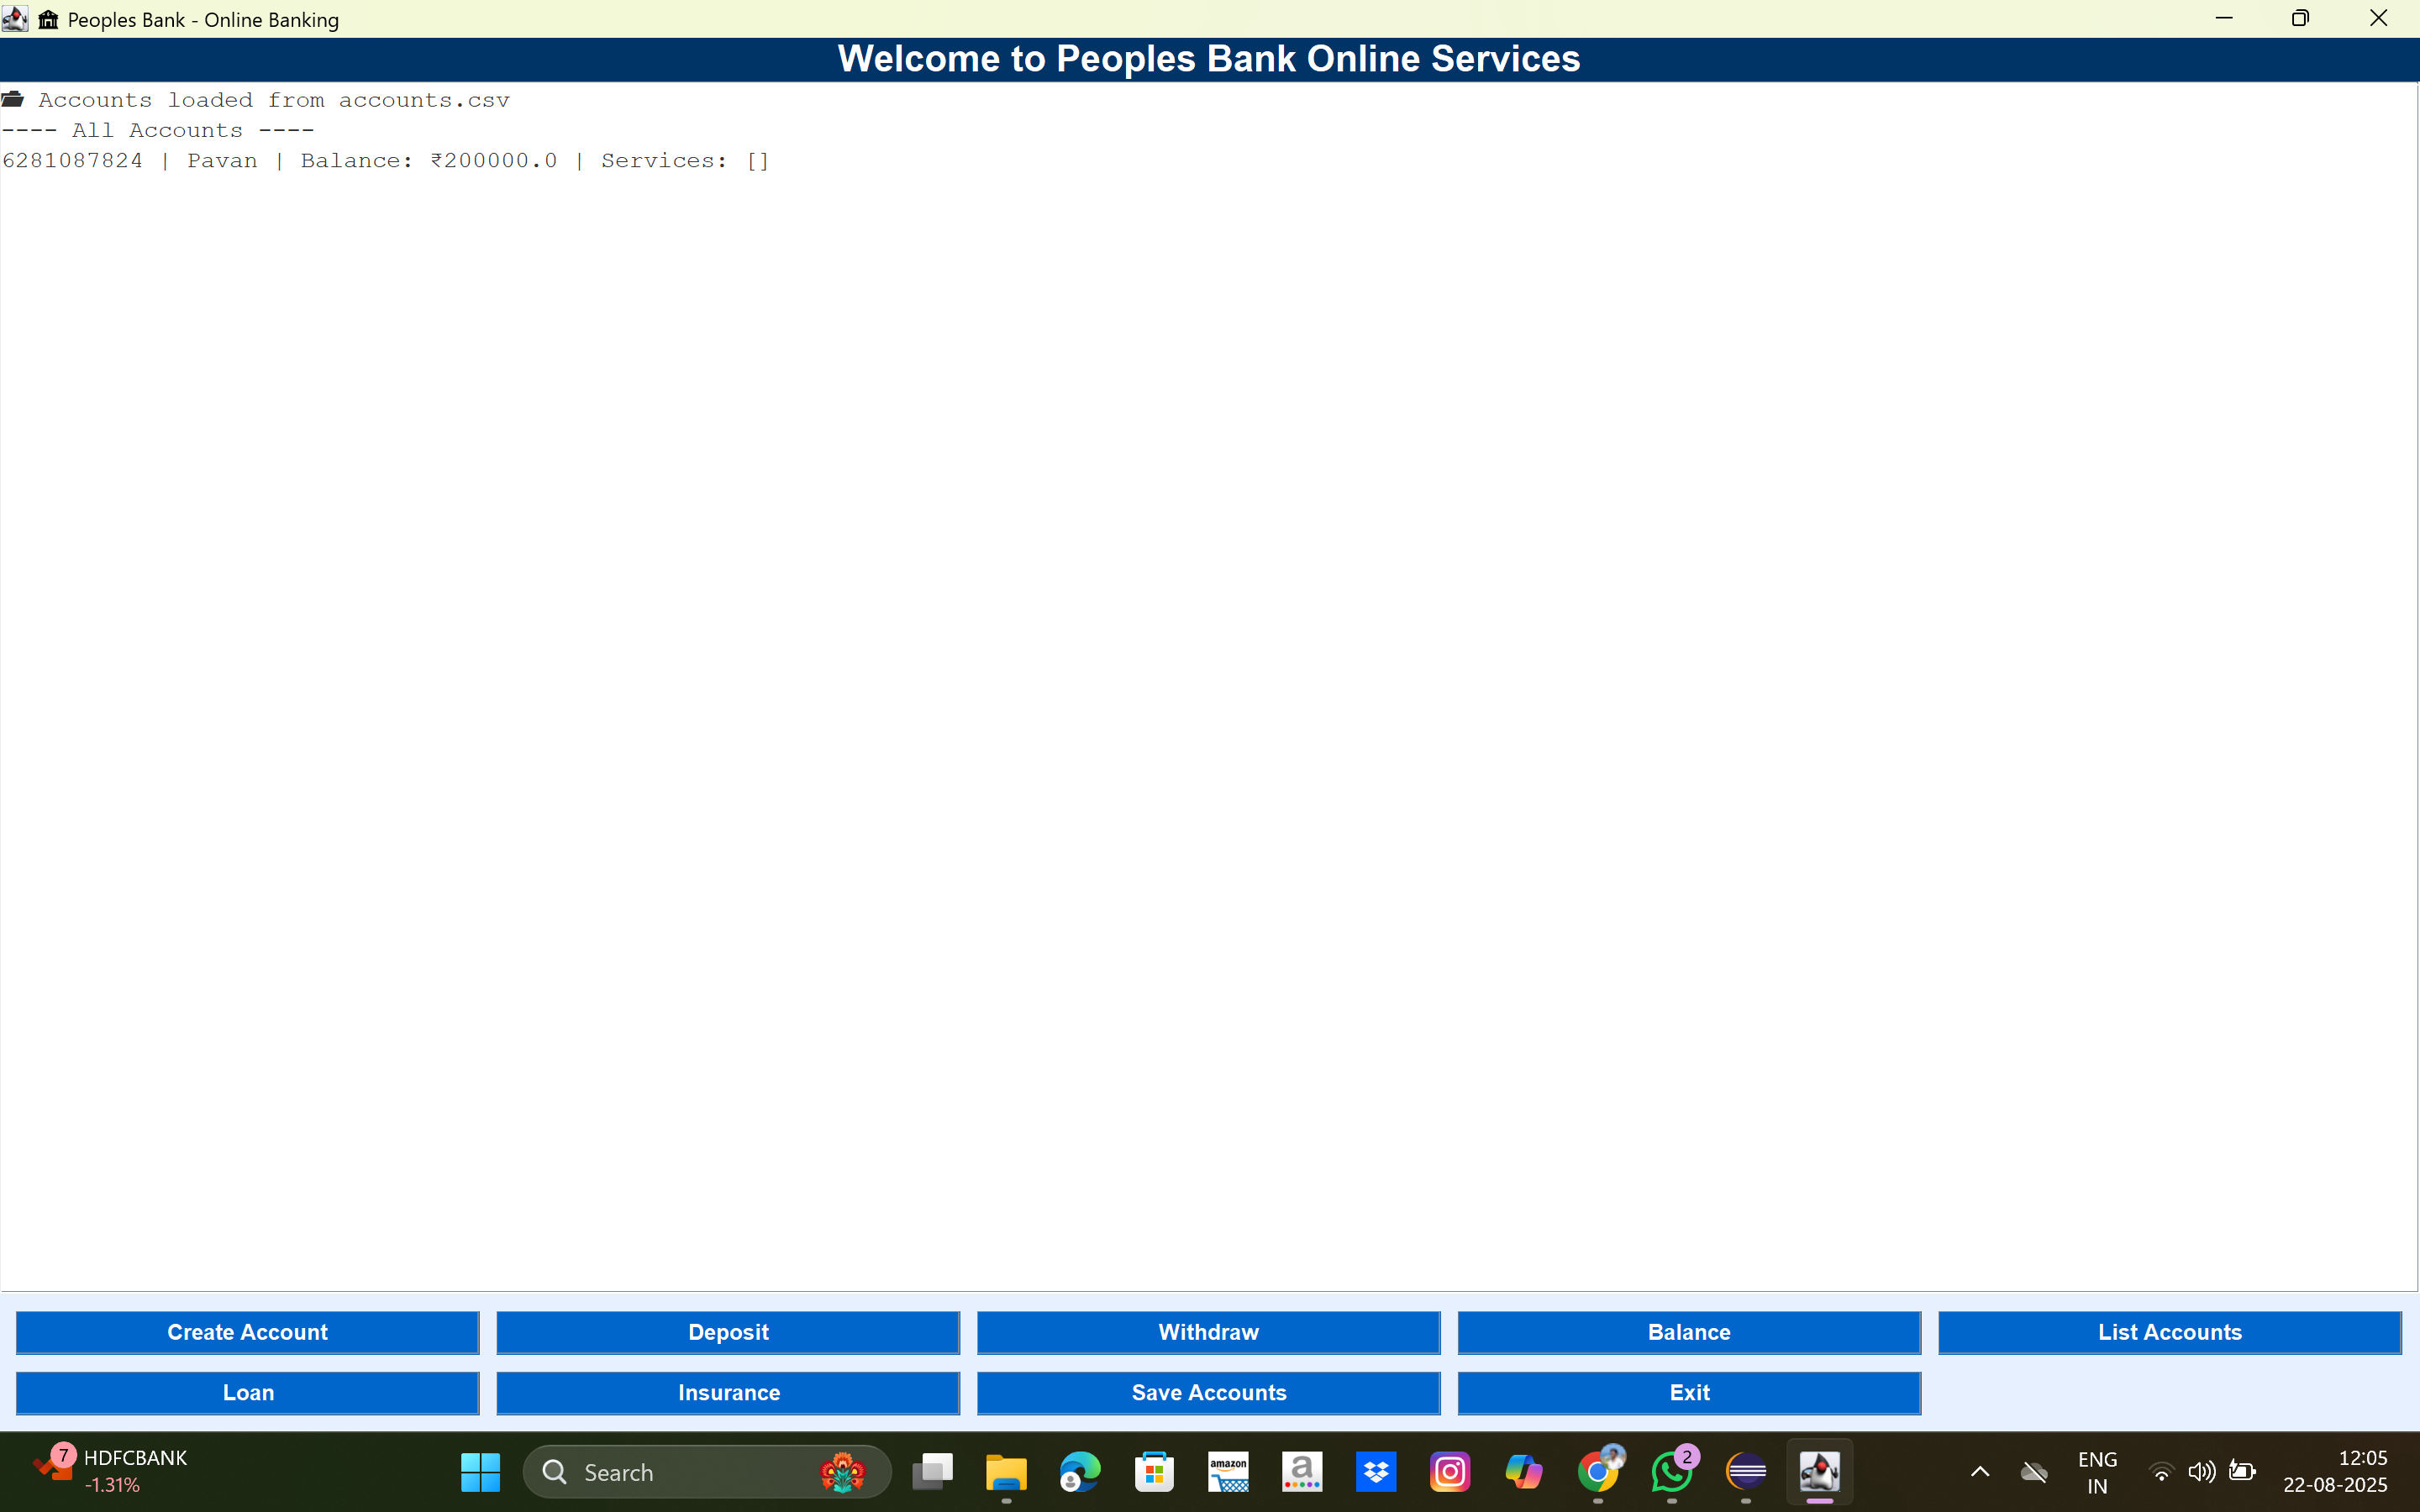 Peoples Bank - Online Banking
Welcome to Peoples Bank Online Services
Accounts loaded from accounts.csv
---- All Accounts ----
6281087824 | Pavan | Balance: ₹200000.0 | Services: []
Create Account
Deposit
Withdraw
Balance
List Accounts
Loan
Insurance
Save Accounts
Exit
7
HDFCBANK
-1.31%
Search
amazon
a
2
ENG
IN
12:05
22-08-2025